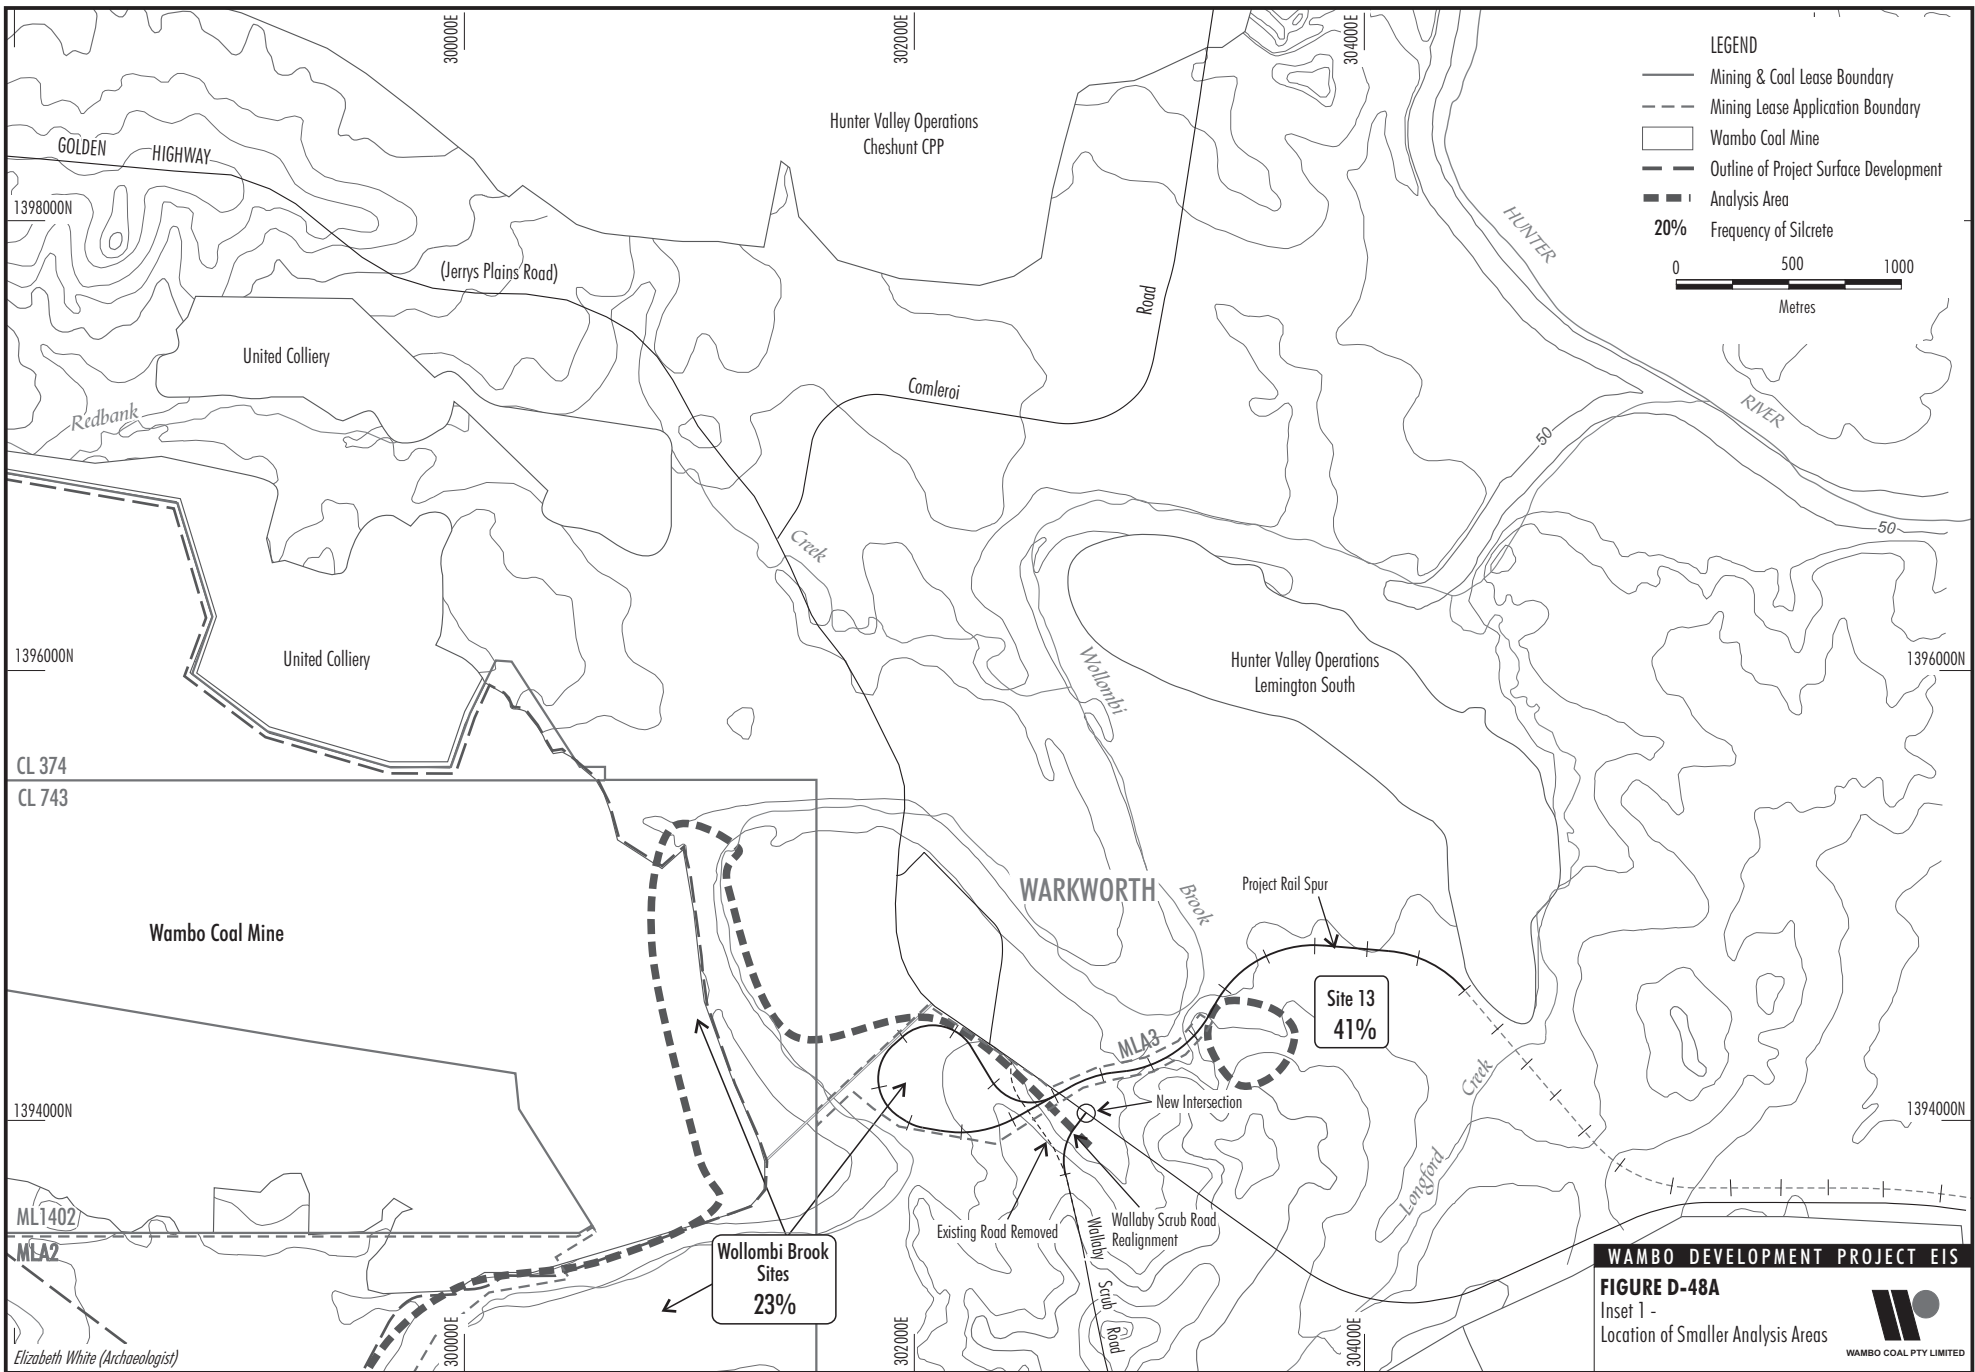 300000E
302000E
304000E
LEGEND
Mining & Coal Lease Boundary
Mining Lease Application Boundary
Wambo Coal Mine
Outline of Project Surface Development
Analysis Area
20% Frequency of Silcrete
0 500 1000
Metres
Hunter Valley Operations
Cheshunt CPP
GOLDEN HIGHWAY
1398000N
(Jerrys Plains Road)
HUNTER
RIVER
Road
Comleroi
United Colliery
Redbank
Creek
50
50
1396000N
United Colliery
Wollombi
Hunter Valley Operations
Lemington South
1396000N
CL 374
CL 743
WARKWORTH
Brook
Project Rail Spur
Wambo Coal Mine
Site 13
41%
MLA3
Creek
Longford
1394000N
New Intersection
1394000N
ML1402
MLA2
Existing Road Removed
Wallaby Scrub Road
Realignment
Wallaby
Scrub
Road
Wollombi Brook
Sites
23%
WAMBO DEVELOPMENT PROJECT EIS
FIGURE D-48A
Inset 1 -
Location of Smaller Analysis Areas
WAMBO COAL PTY LIMITED
Elizabeth White (Archaeologist)
300000E
302000E
304000E